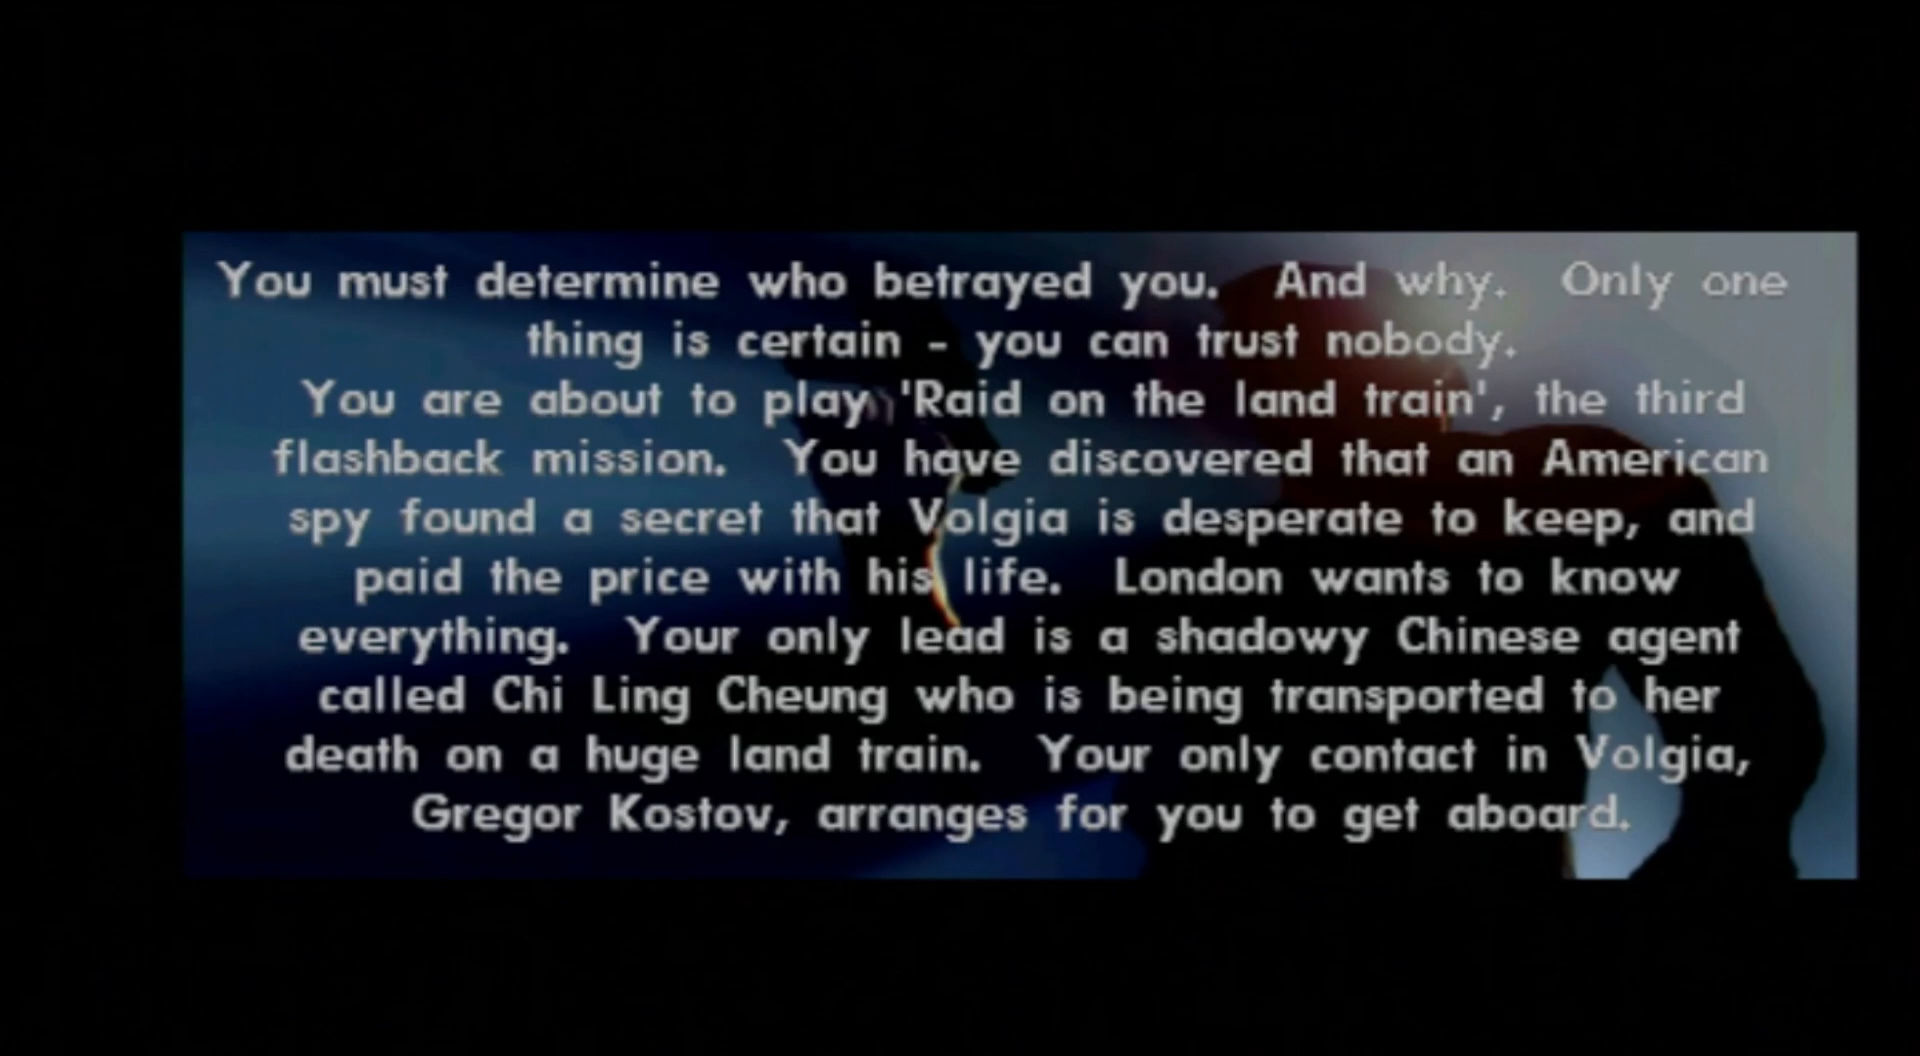 You must determine who betrayed you.  And why.  Only one
thing is certain - you can trust nobody.
You are about to play 'Raid on the land train', the third
flashback mission.  You have discovered that an American
spy found a secret that Volgia is desperate to keep, and
paid the price with his life.  London wants to know
everything.  Your only lead is a shadowy Chinese agent
called Chi Ling Cheung who is being transported to her
death on a huge land train.  Your only contact in Volgia,
Gregor Kostov, arranges for you to get aboard.